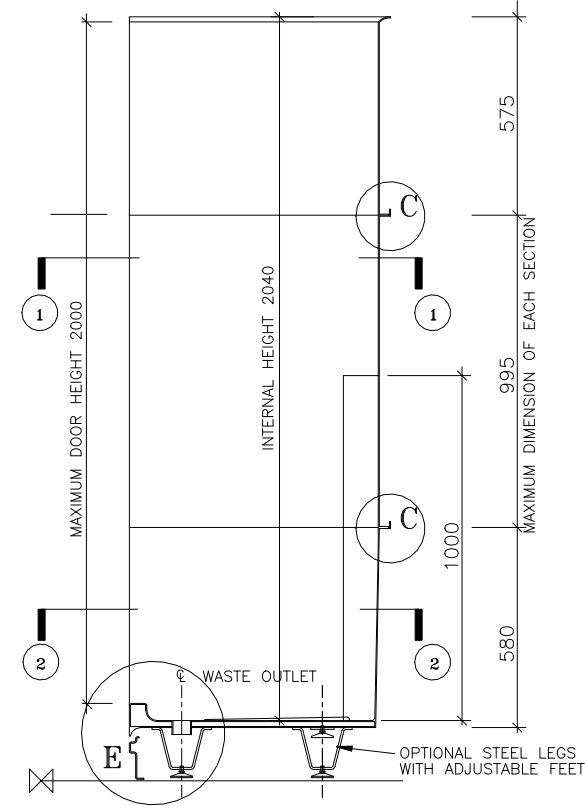 575
C
MAXIMUM DOOR HEIGHT 2000
INTERNAL HEIGHT 2040
1
1
995
MAXIMUM DIMENSION OF EACH SECTION
C
1000
580
2
2
℄ WASTE OUTLET
E
OPTIONAL STEEL LEGS
WITH ADJUSTABLE FEET